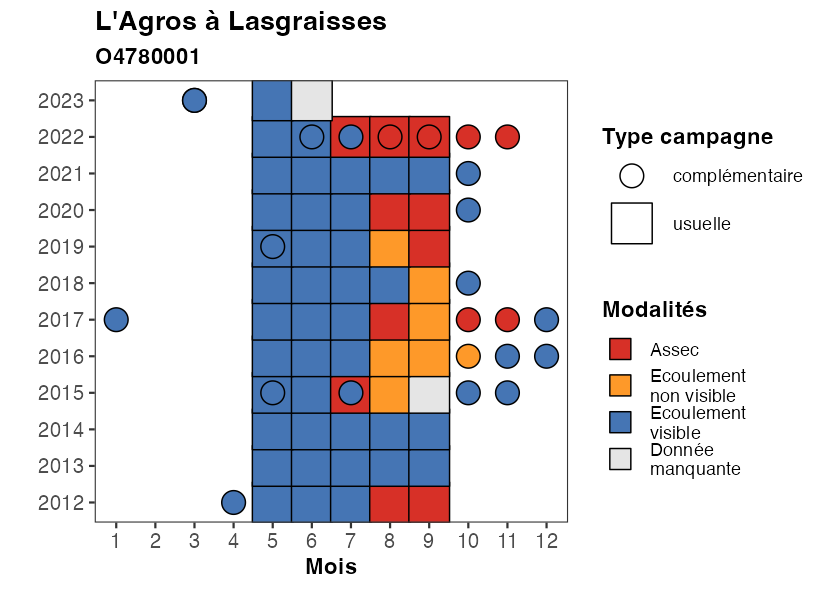 L'Agros à Lasgraisses
O4780001
2023
2022
2021
2020
2019
2018
2017
2016
2015
2014
2013
2012
1 2 3 4 5 6 7 8 9 10 11 12
Mois
Type campagne
complémentaire
usuelle
Modalités
Assec
Ecoulement
non visible
Ecoulement
visible
Donnée
manquante